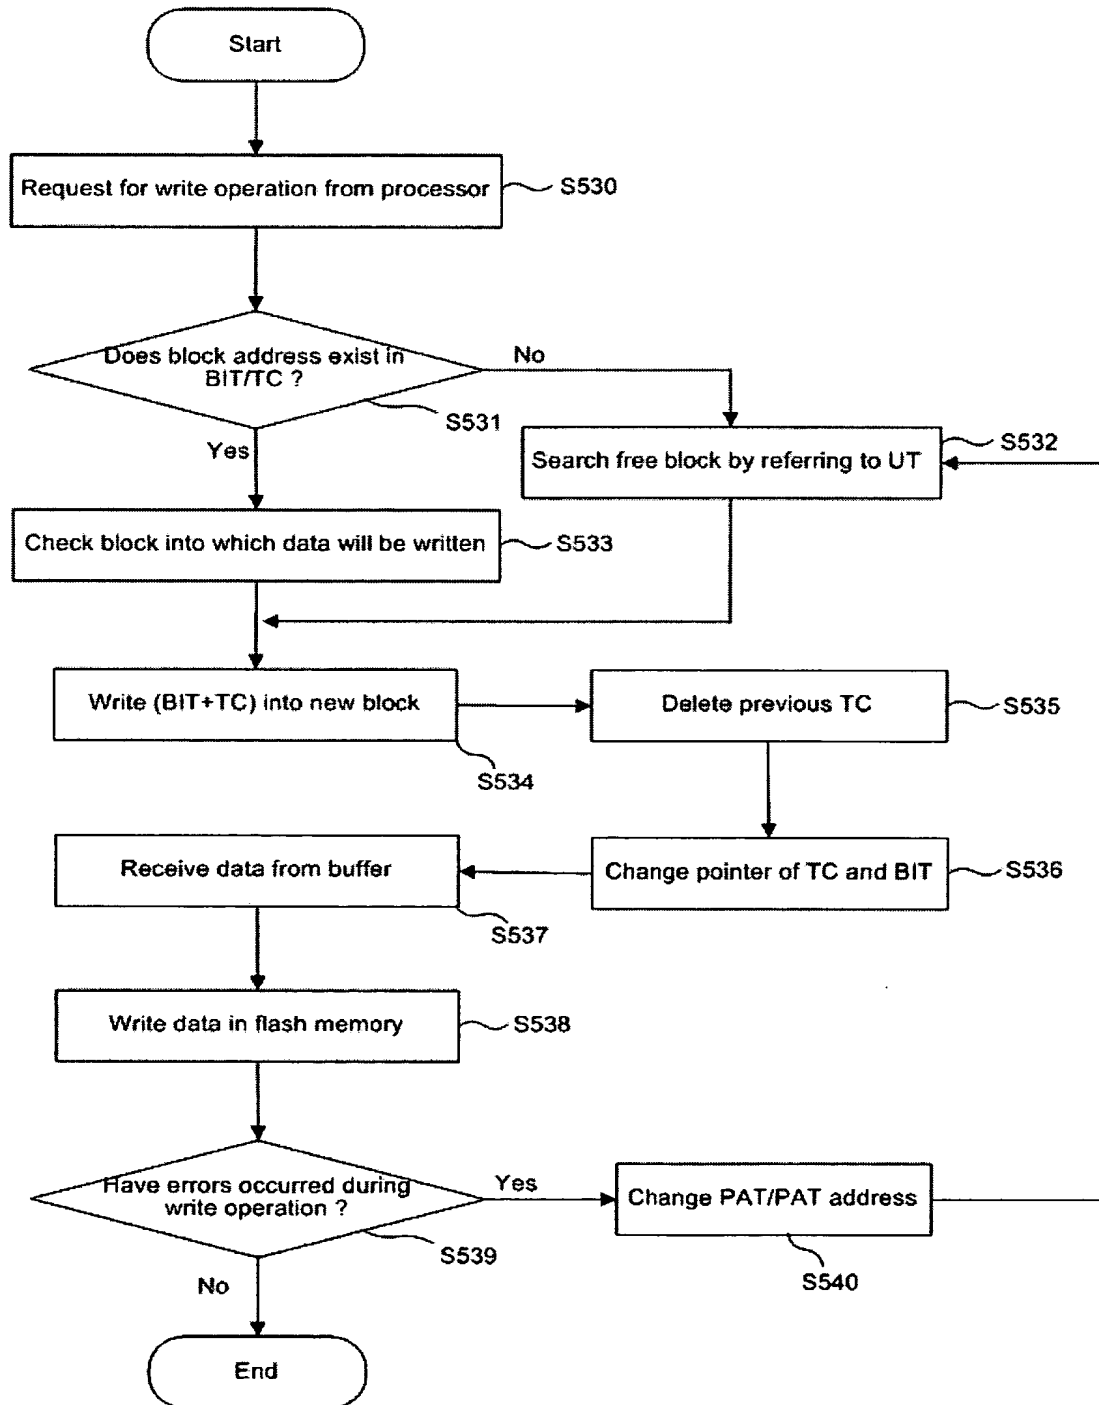 Start
Request for write operation from processor
S530
Does block address exist in
BIT/TC ?
No
S531
Yes
S532
Search free block by referring to UT
Check block into which data will be written
S533
Write (BIT+TC) into new block
S534
Delete previous TC
S535
Change pointer of TC and BIT
S536
Receive data from buffer
S537
Write data in flash memory
S538
Have errors occurred during
write operation ?
Yes
S539
Change PAT/PAT address
S540
No
End